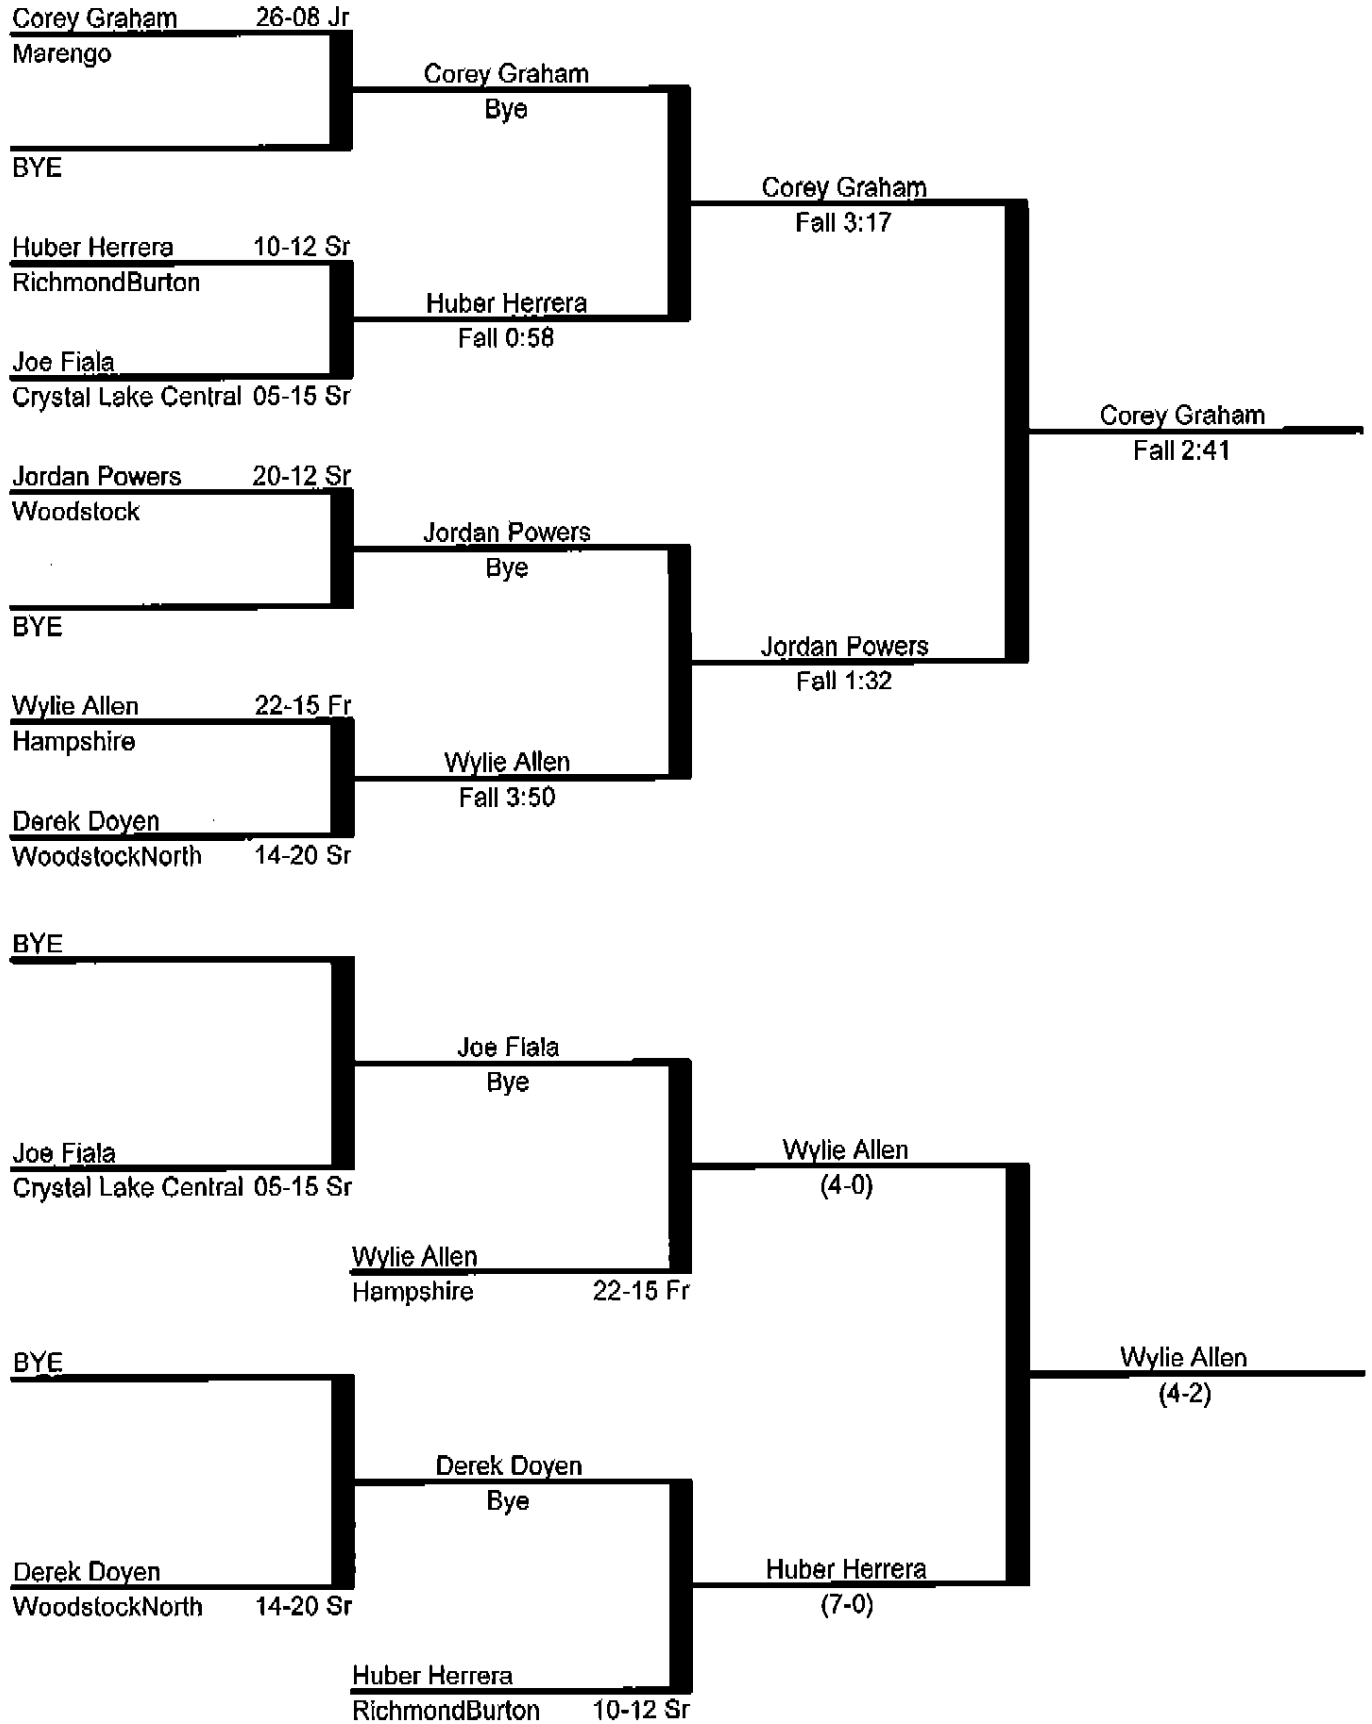 Corey Graham 26-08 Jr
Marengo
Corey Graham
Bye
BYE
Corey Graham
Fall 3:17
Huber Herrera 10-12 Sr
RichmondBurton
Huber Herrera
Fall 0:58
Joe Fiala
Crystal Lake Central 05-15 Sr
Corey Graham
Fall 2:41
Jordan Powers 20-12 Sr
Woodstock
Jordan Powers
Bye
BYE
Jordan Powers
Fall 1:32
Wylie Allen 22-15 Fr
Hampshire
Wylie Allen
Fall 3:50
Derek Doyen
WoodstockNorth 14-20 Sr
BYE
Joe Fiala
Bye
Joe Fiala
Crystal Lake Central 05-15 Sr
Wylie Allen
(4-0)
Wylie Allen
Hampshire 22-15 Fr
BYE
Wylie Allen
(4-2)
Derek Doyen
Bye
Derek Doyen
WoodstockNorth 14-20 Sr
Huber Herrera
(7-0)
Huber Herrera
RichmondBurton 10-12 Sr